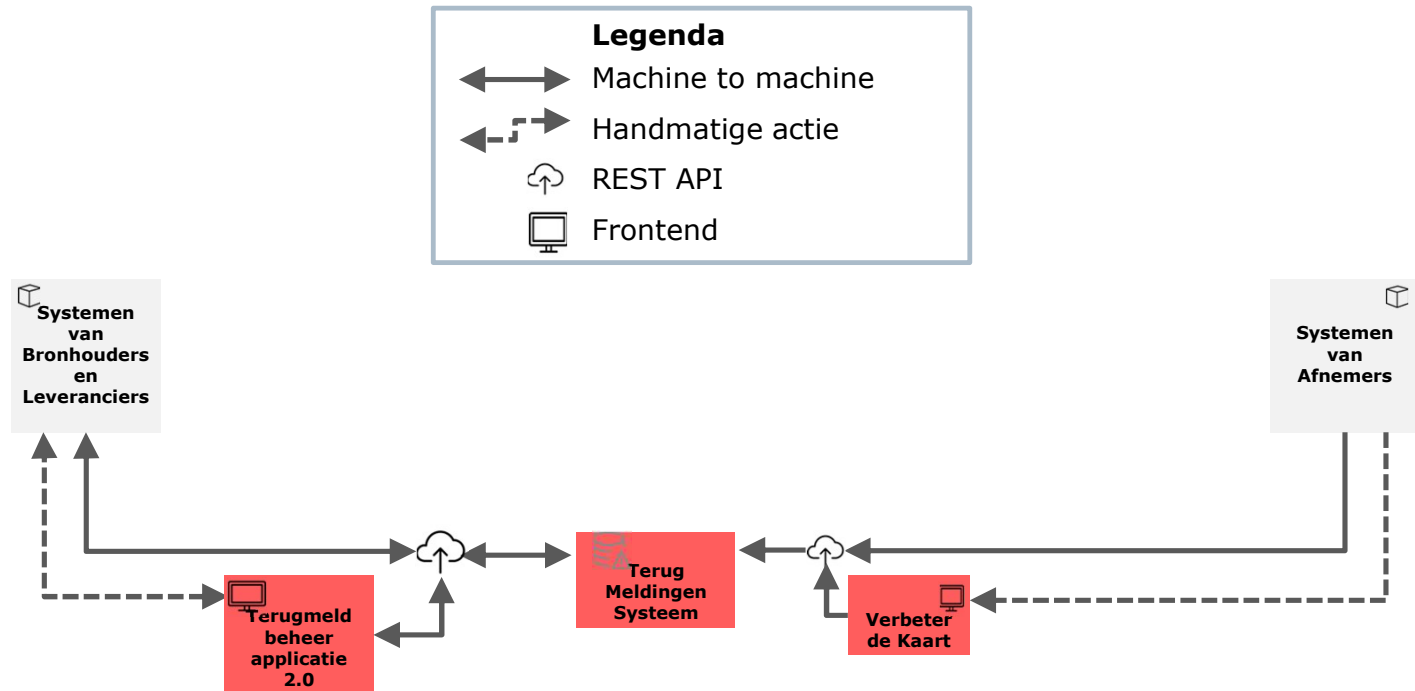 Legenda
Machine to machine
Handmatige actie
REST API
Frontend
Systemen
van
Bronhouders
en
Leveranciers
Systemen
van
Afnemers
Terugmeld
beheer
applicatie
2.0
Terug
Meldingen
Systeem
Verbeter
de Kaart